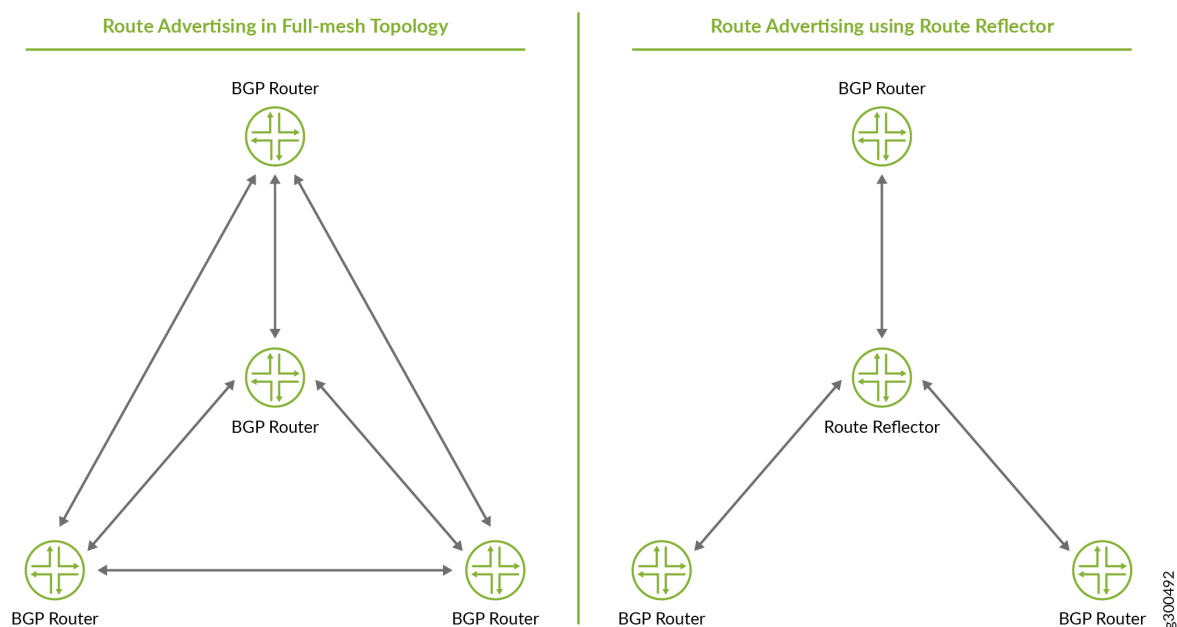 Route Advertising in Full-mesh Topology
BGP Router
BGP Router
BGP Router
BGP Router
Route Advertising using Route Reflector
BGP Router
Route Reflector
BGP Router
BGP Router
g300492